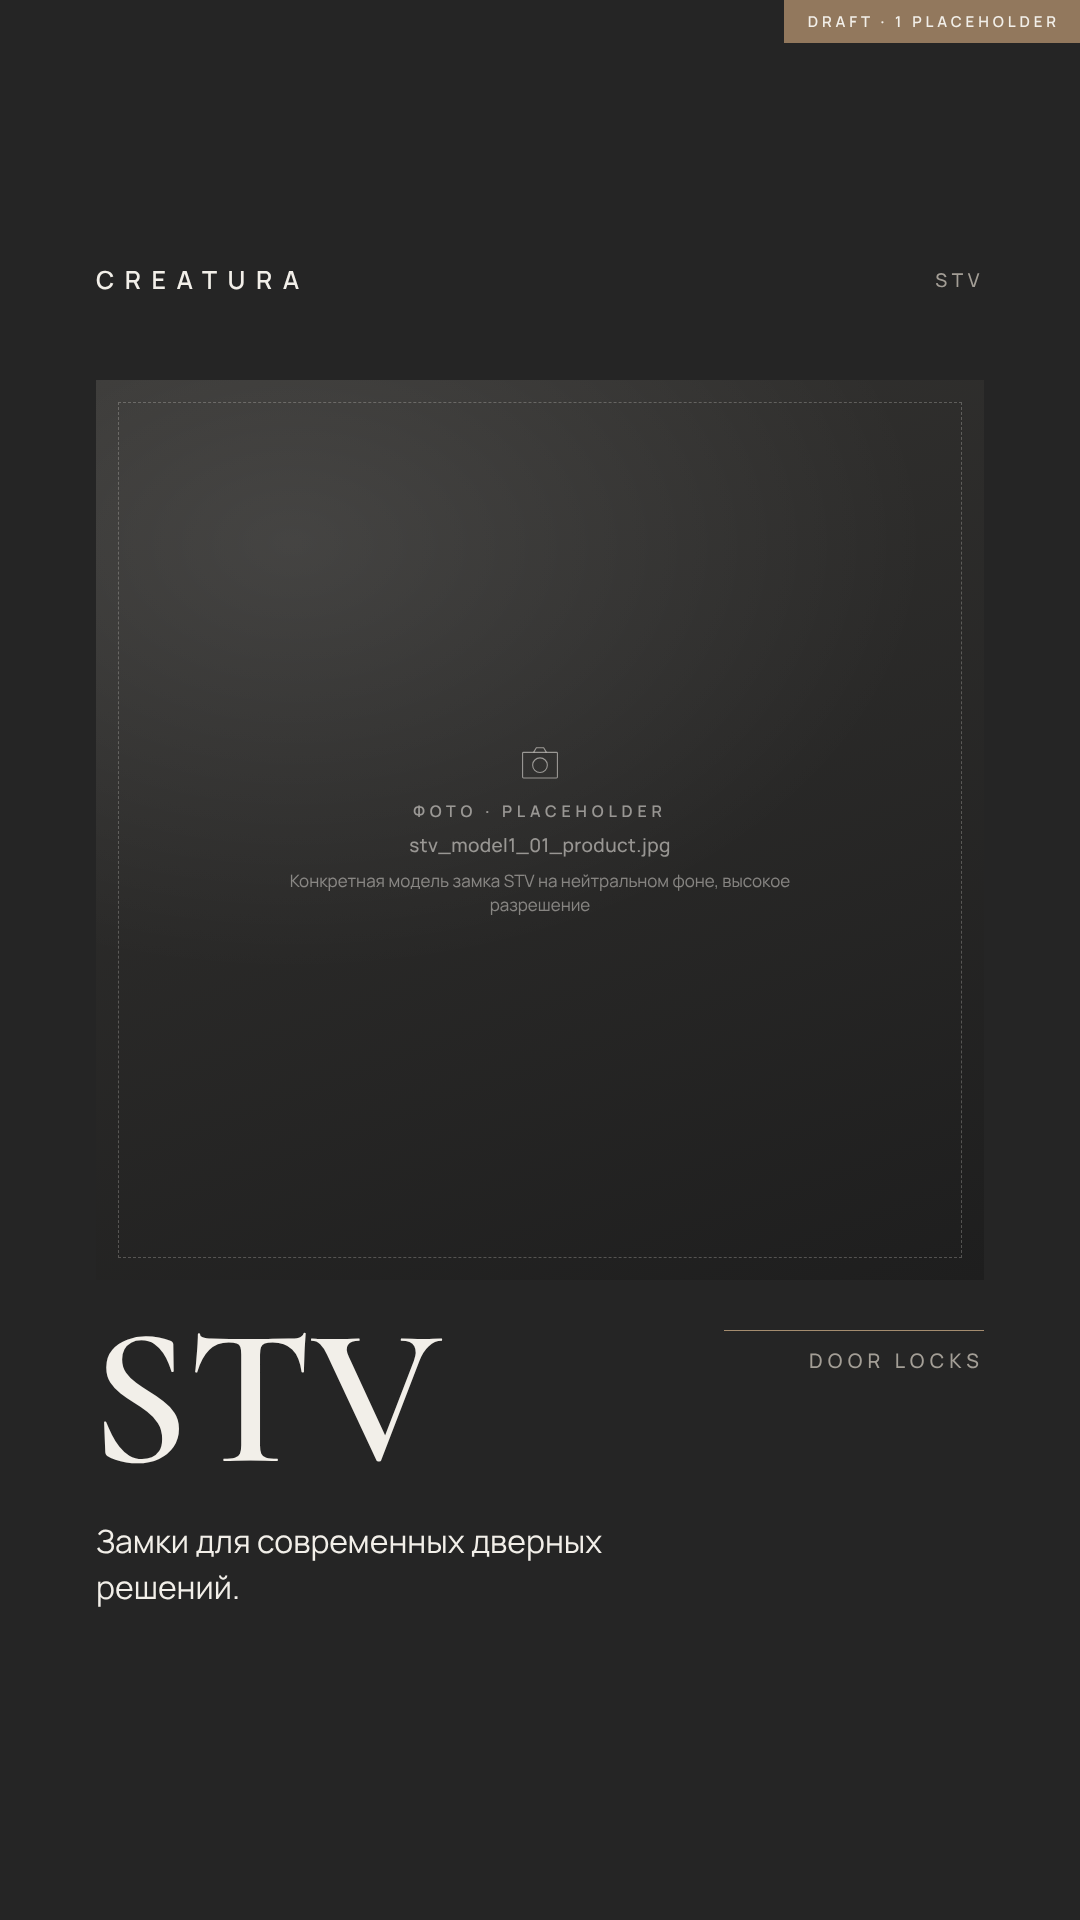 DRAFT · 1 PLACEHOLDER
CREATURA
STV
ФОТО · PLACEHOLDER
stv_model1_01_product.jpg
Конкретная модель замка STV на нейтральном фоне, высокое
разрешение
STV
DOOR LOCKS
Замки для современных дверных
решений.